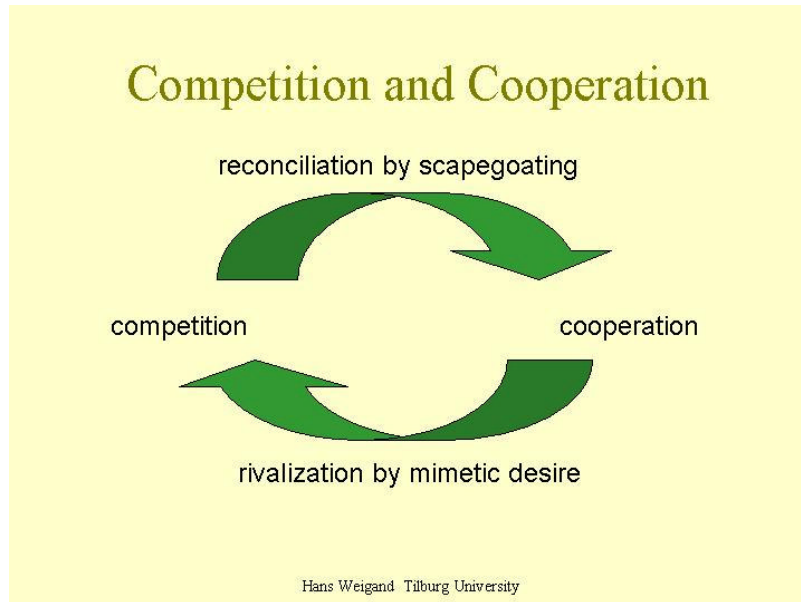 Competition and Cooperation
reconciliation by scapegoating
competition
cooperation
rivalization by mimetic desire
Hans Weigand Tilburg University